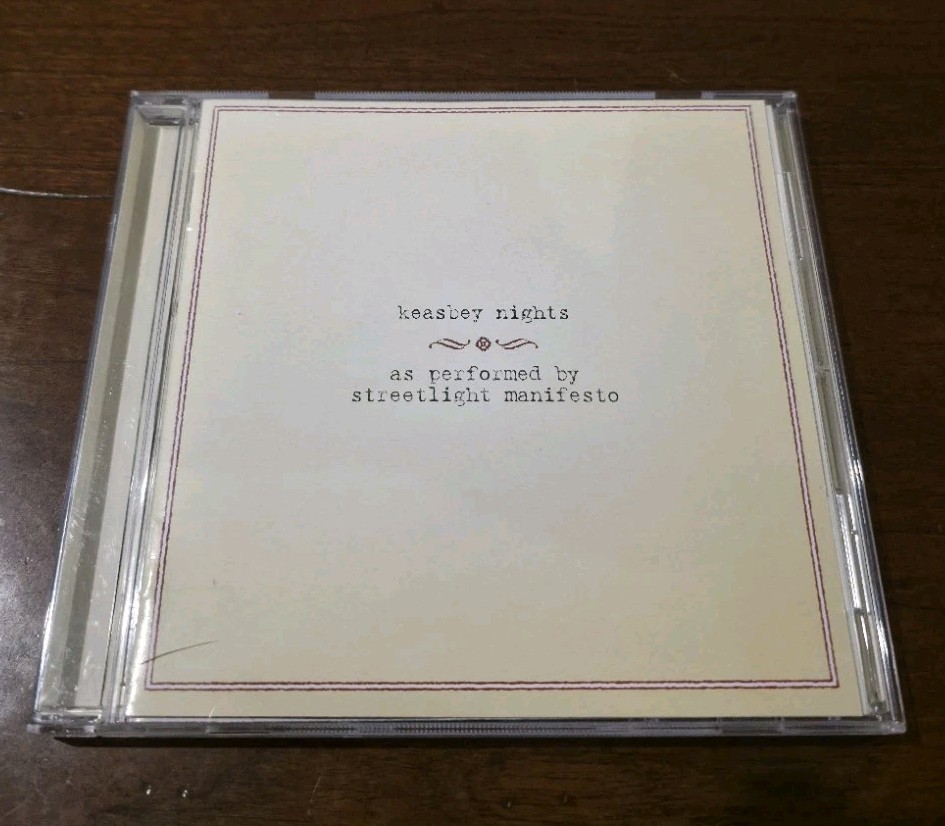 keasbey nights
as performed by
streetlight manifesto